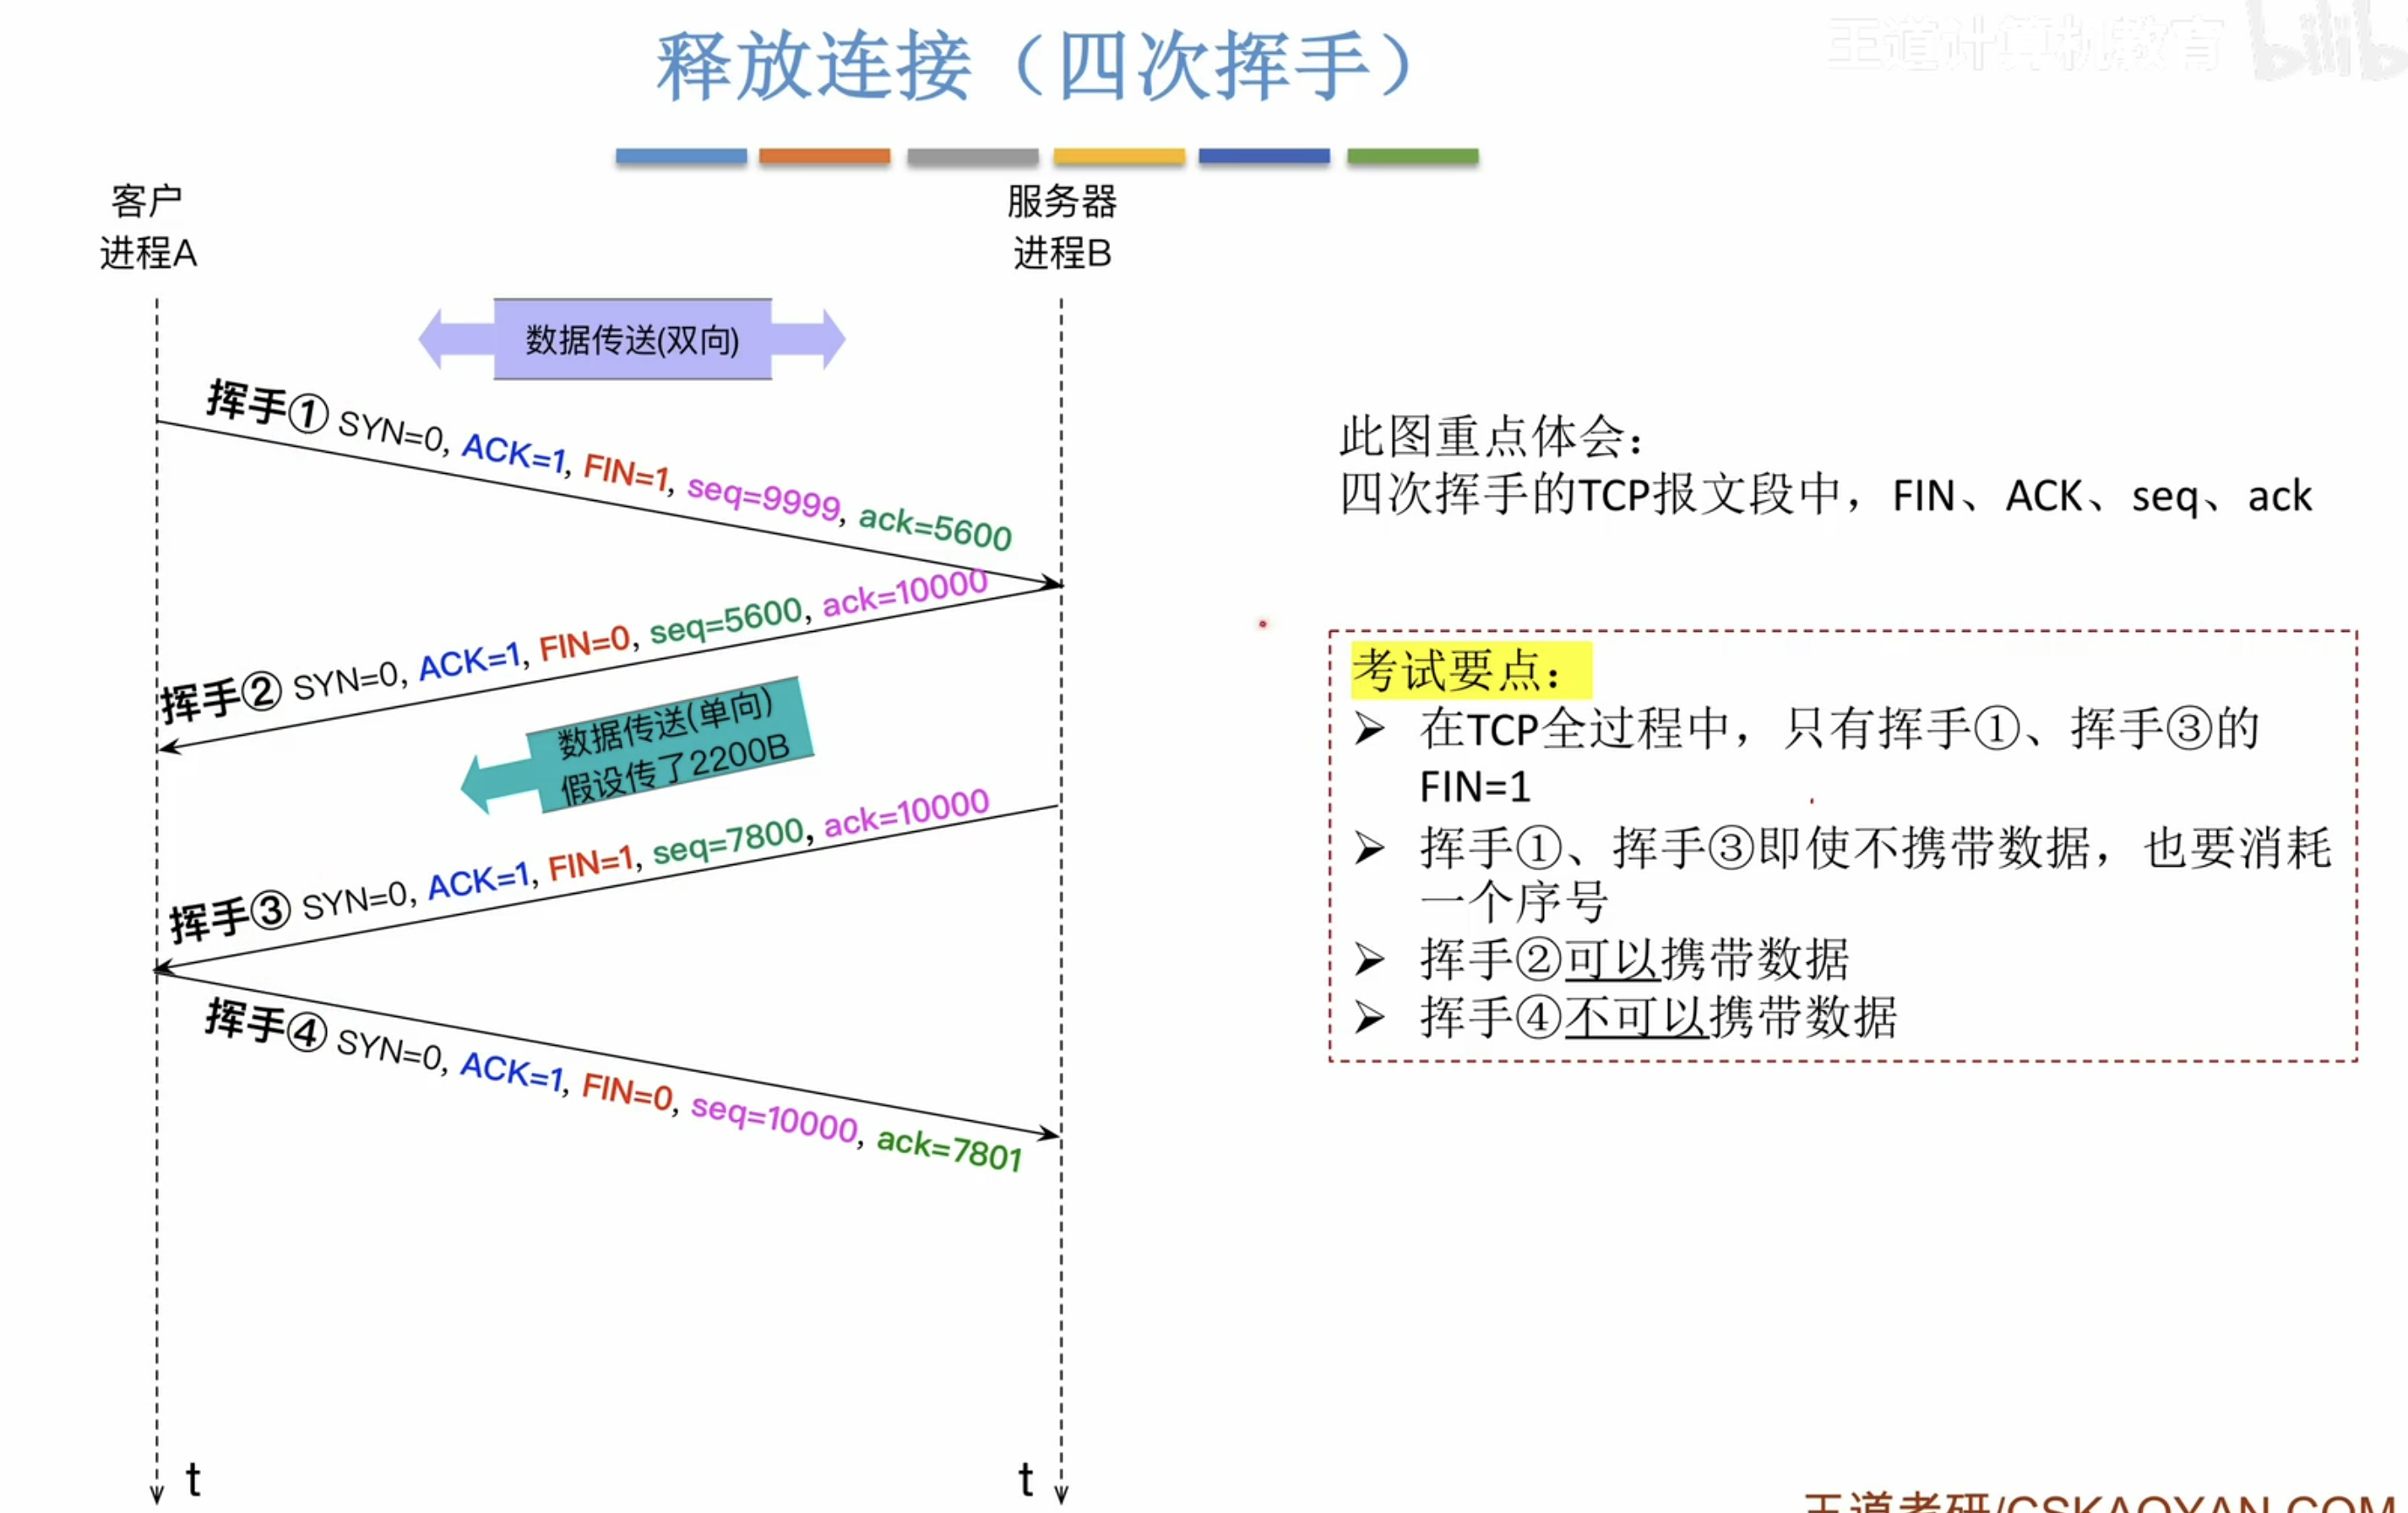 王道计算机教育
bilib
释放连接（四次挥手）
客户
进程A
服务器
进程B
数据传送(双向)
挥手① SYN=0, ACK=1, FIN=1, seq=9999, ack=5600
挥手② SYN=0, ACK=1, FIN=0, seq=5600, ack=10000
数据传送(单向)
假设传了2200B
挥手③ SYN=0, ACK=1, FIN=1, seq=7800, ack=10000
挥手④ SYN=0, ACK=1, FIN=0, seq=10000, ack=7801
t
t
此图重点体会：
四次挥手的TCP报文段中，FIN、ACK、seq、ack
考试要点：
➢ 在TCP全过程中，只有挥手①、挥手③的
FIN=1
➢ 挥手①、挥手③即使不携带数据，也要消耗
一个序号
➢ 挥手②可以携带数据
➢ 挥手④不可以携带数据
王道考研/CSKAOYAN.COM